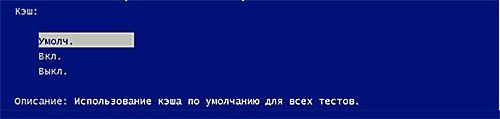 Кэш:
Умолч.
Вкл.
Выкл.
Описание: Использование кэша по умолчанию для всех тестов.